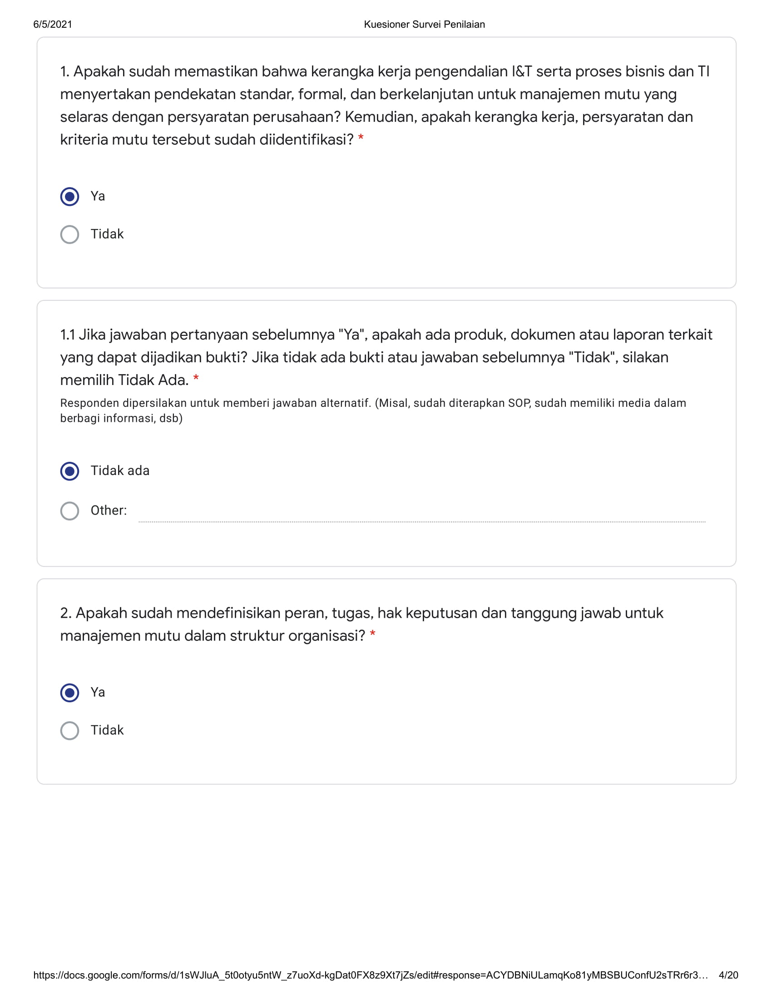 6/5/2021 Kuesioner Survei Penilaian
1. Apakah sudah memastikan bahwa kerangka kerja pengendalian I&T serta proses bisnis dan TI
menyertakan pendekatan standar, formal, dan berkelanjutan untuk manajemen mutu yang
selaras dengan persyaratan perusahaan? Kemudian, apakah kerangka kerja, persyaratan dan
kriteria mutu tersebut sudah diidentifikasi? *
Ya
Tidak
1.1 Jika jawaban pertanyaan sebelumnya "Ya", apakah ada produk, dokumen atau laporan terkait
yang dapat dijadikan bukti? Jika tidak ada bukti atau jawaban sebelumnya "Tidak", silakan
memilih Tidak Ada. *
Responden dipersilakan untuk memberi jawaban alternatif. (Misal, sudah diterapkan SOP, sudah memiliki media dalam
berbagi informasi, dsb)
Tidak ada
Other:
2. Apakah sudah mendefinisikan peran, tugas, hak keputusan dan tanggung jawab untuk
manajemen mutu dalam struktur organisasi? *
Ya
Tidak
https://docs.google.com/forms/d/1sWJIuA_5t0otyu5ntW_z7uoXd-kgDat0FX8z9Xt7jZs/edit#response=ACYDBNiULamqKo81yMBSBUConfU2sTRr6r3… 4/20